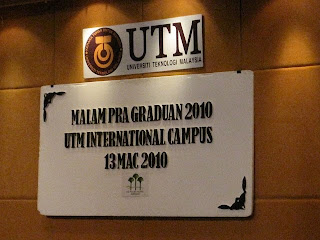 UTM
UNIVERSITI TEKNOLOGI MALAYSIA
MALAM PRA GRADUAN 2010
UTM INTERNATIONAL CAMPUS
13 MAC 2010